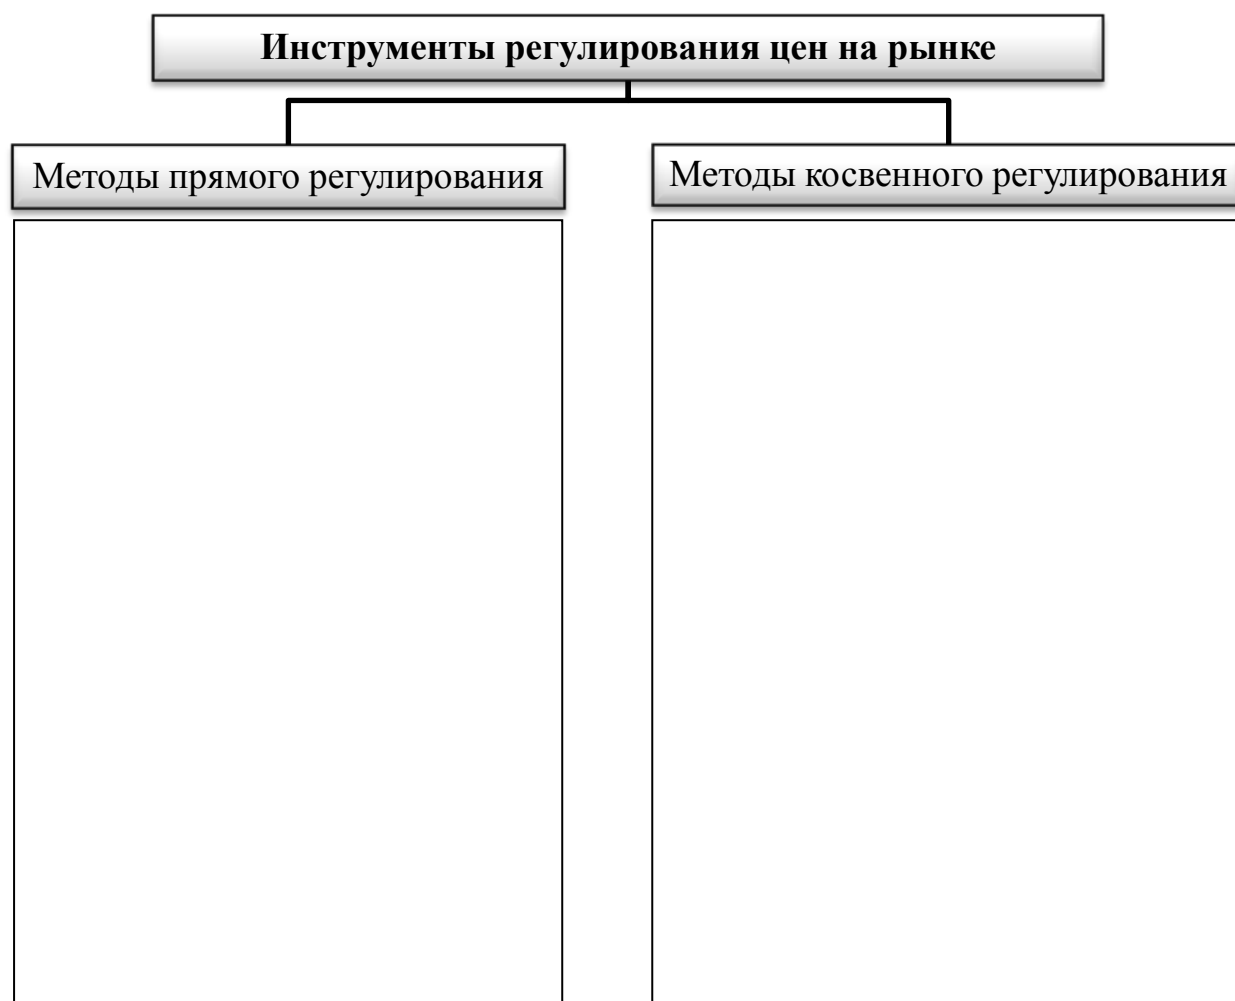 Инструменты регулирования цен на рынке
Методы прямого регулирования
Методы косвенного регулирования